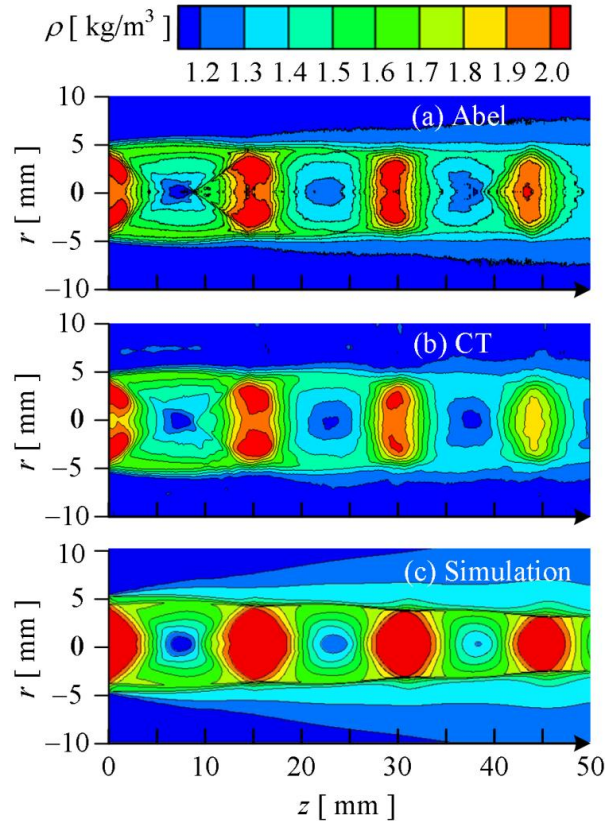 ρ [ kg/m³ ]
1.2 1.3 1.4 1.5 1.6 1.7 1.8 1.9 2.0
(a) Abel
10
5
0
−5
−10
r [ mm ]
(b) CT
10
5
0
−5
−10
r [ mm ]
(c) Simulation
10
5
0
−5
−10
r [ mm ]
0 10 20 30 40 50
z [ mm ]